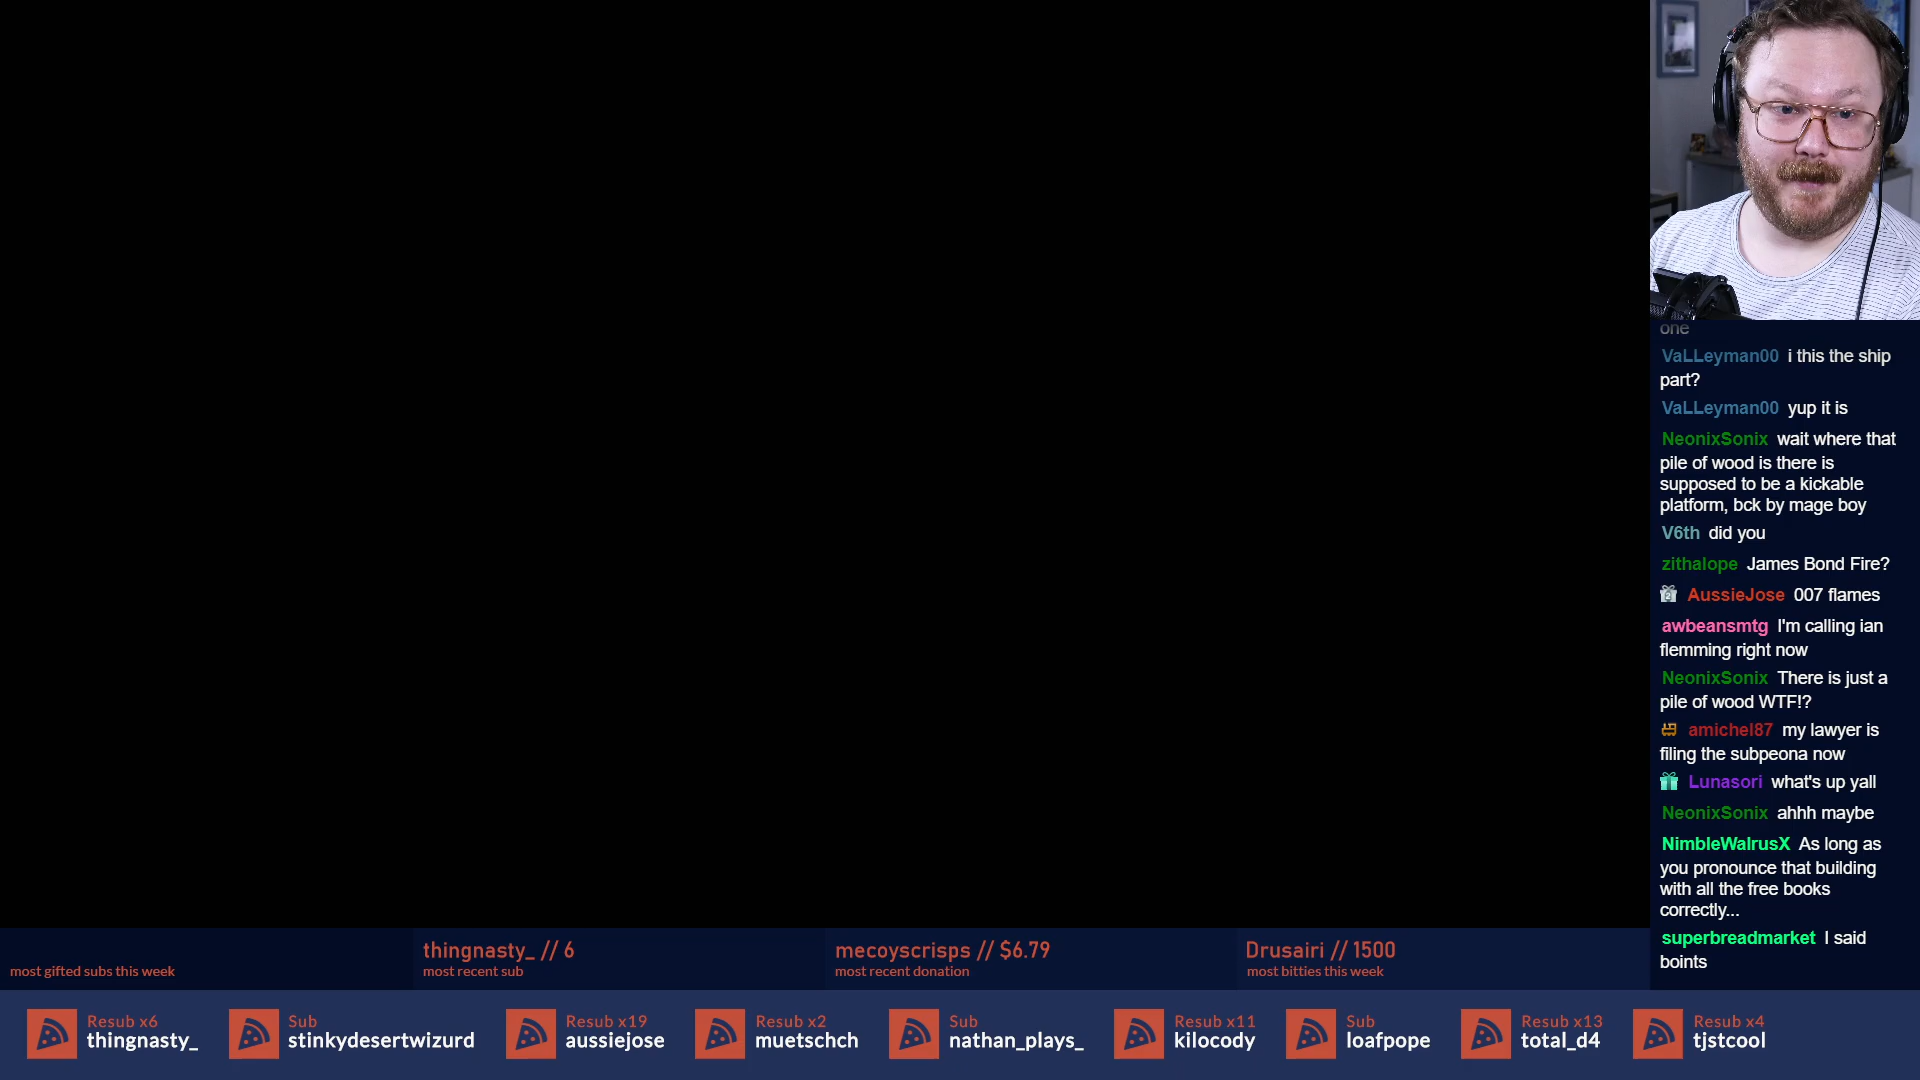 one
VaLLeyman00 i this the ship
part?
VaLLeyman00 yup it is
NeonixSonix wait where that
pile of wood is there is
supposed to be a kickable
platform, bck by mage boy
V6th did you
zithalope James Bond Fire?
AussieJose 007 flames
awbeansmtg I'm calling ian
flemming right now
NeonixSonix There is just a
pile of wood WTF!?
amichel87 my lawyer is
filing the subpeona now
Lunasori what's up yall
NeonixSonix ahhh maybe
NimbleWalrusX As long as
you pronounce that building
with all the free books
correctly...
superbreadmarket I said
boints
most gifted subs this week
thingnasty_ // 6
most recent sub
mecoyscrisps // $6.79
most recent donation
Drusairi // 1500
most bitties this week
Resub x6
thingnasty_
Sub
stinkydesertwizurd
Resub x19
aussiejose
Resub x2
muetschch
Sub
nathan_plays_
Resub x11
kilocody
Sub
loafpope
Resub x13
total_d4
Resub x4
tjstcool